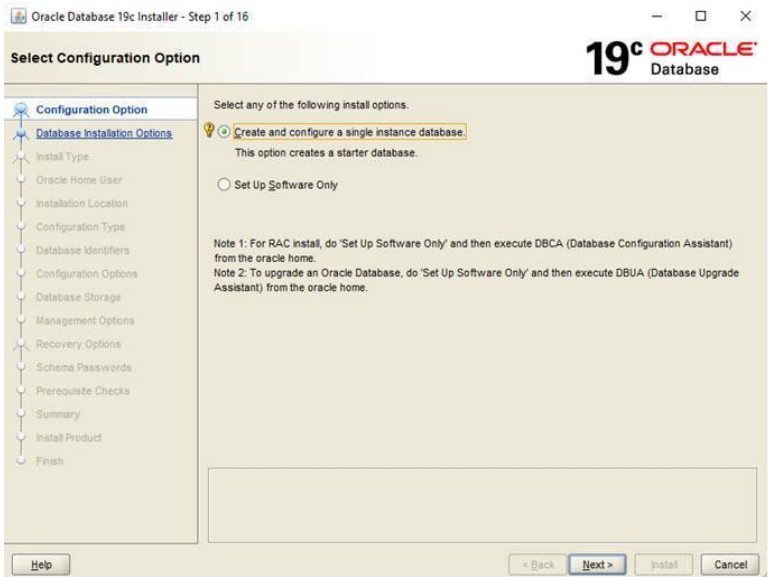 Oracle Database 19c Installer - Step 1 of 16
Select Configuration Option
19c ORACLE
Database
Configuration Option
Database Installation Options
Install Type
Oracle Home User
Installation Location
Configuration Type
Database Identifiers
Configuration Options
Database Storage
Management Options
Recovery Options
Schema Passwords
Prerequisite Checks
Summary
Install Product
Finish
Select any of the following install options.
Create and configure a single instance database.
This option creates a starter database.
Set Up Software Only
Note 1: For RAC install, do 'Set Up Software Only' and then execute DBCA (Database Configuration Assistant)
from the oracle home.
Note 2: To upgrade an Oracle Database, do 'Set Up Software Only' and then execute DBUA (Database Upgrade
Assistant) from the oracle home.
Help
< Back
Next >
Install
Cancel